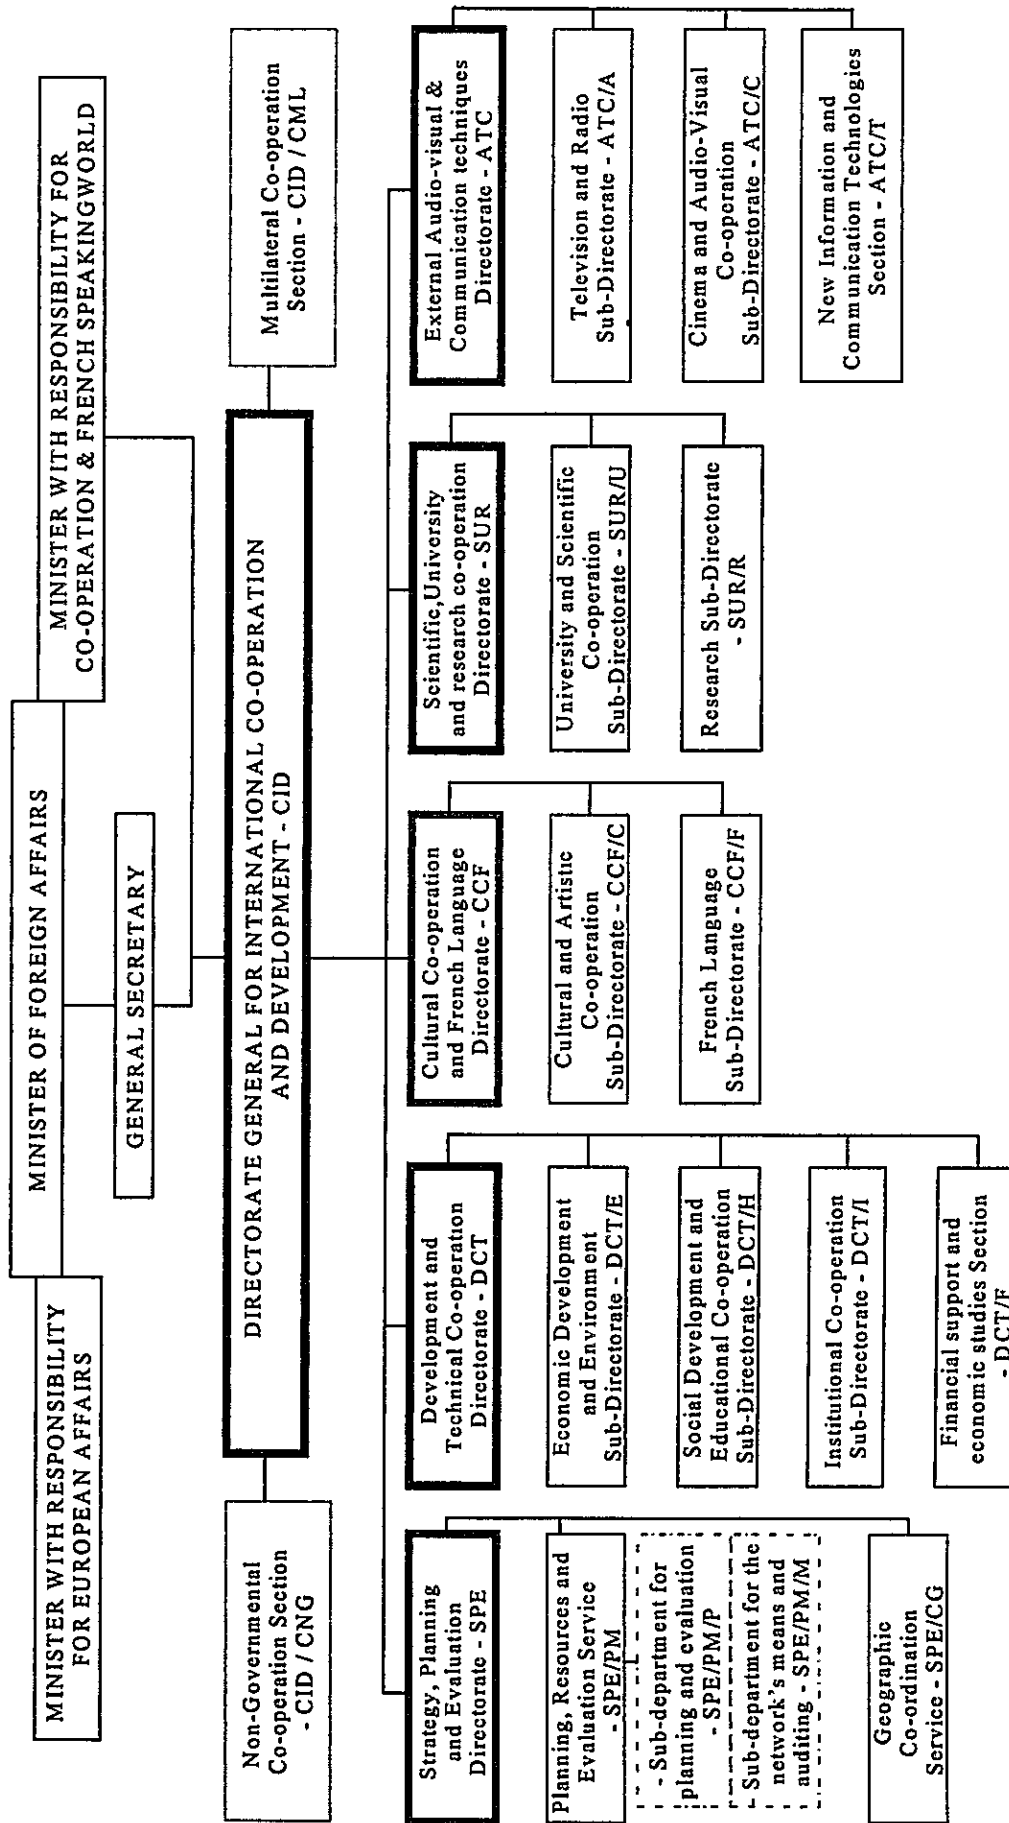 MINISTER WITH RESPONSIBILITY
FOR EUROPEAN AFFAIRS
MINISTER OF FOREIGN AFFAIRS
MINISTER WITH RESPONSIBILITY FOR
CO-OPERATION & FRENCH SPEAKINGWORLD
GENERAL SECRETARY
Non-Governmental
Co-operation Section
- CID / CNG
DIRECTORATE GENERAL FOR INTERNATIONAL CO-OPERATION
AND DEVELOPMENT - CID
Multilateral Co-operation
Section - CID / CML
Strategy, Planning
and Evaluation
Directorate - SPE
Planning, Resources and
Evaluation Service
- SPE/PM
- Sub-department for
planning and evaluation
- SPE/PM/P
- Sub-department for the
network's means and
auditing - SPE/PM/M
Geographic
Co-ordination
Service - SPE/CG
Development and
Technical Co-operation
Directorate - DCT
Economic Development
and Environment
Sub-Directorate - DCT/E
Social Development and
Educational Co-operation
Sub-Directorate - DCT/H
Institutional Co-operation
Sub-Directorate - DCT/I
Financial support and
economic studies Section
- DCT/F
Cultural Co-operation
and French Language
Directorate - CCF
Cultural and Artistic
Co-operation
Sub-Directorate - CCF/C
French Language
Sub-Directorate - CCF/F
Scientific,University
and research co-operation
Directorate - SUR
University and Scientific
Co-operation
Sub-Directorate - SUR/U
Research Sub-Directorate
- SUR/R
External Audio-visual &
Communication techniques
Directorate - ATC
Television and Radio
Sub-Directorate - ATC/A
Cinema and Audio-Visual
Co-operation
Sub-Directorate - ATC/C
New Information and
Communication Technologies
Section - ATC/T